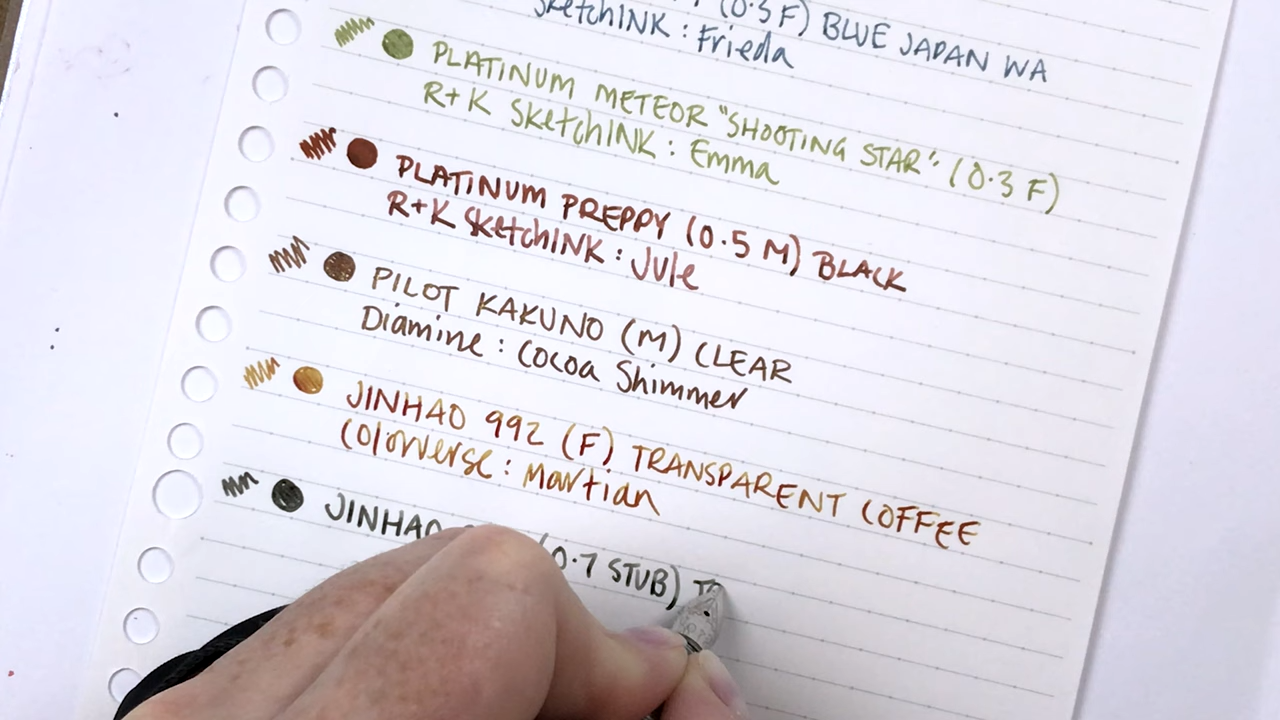 (0.3 F) BLUE JAPAN WA
SketchINK : Frieda
PLATINUM METEOR "SHOOTING STAR" (0.3 F)
R+K SketchINK : Emma
PLATINUM PREPPY (0.5 M) BLACK
R+K SketchINK : Jule
PILOT KAKUNO (M) CLEAR
Diamine : Cocoa Shimmer
JINHAO 992 (F) TRANSPARENT COFFEE
Colorverse : Martian
JINHAO (0.7 STUB)